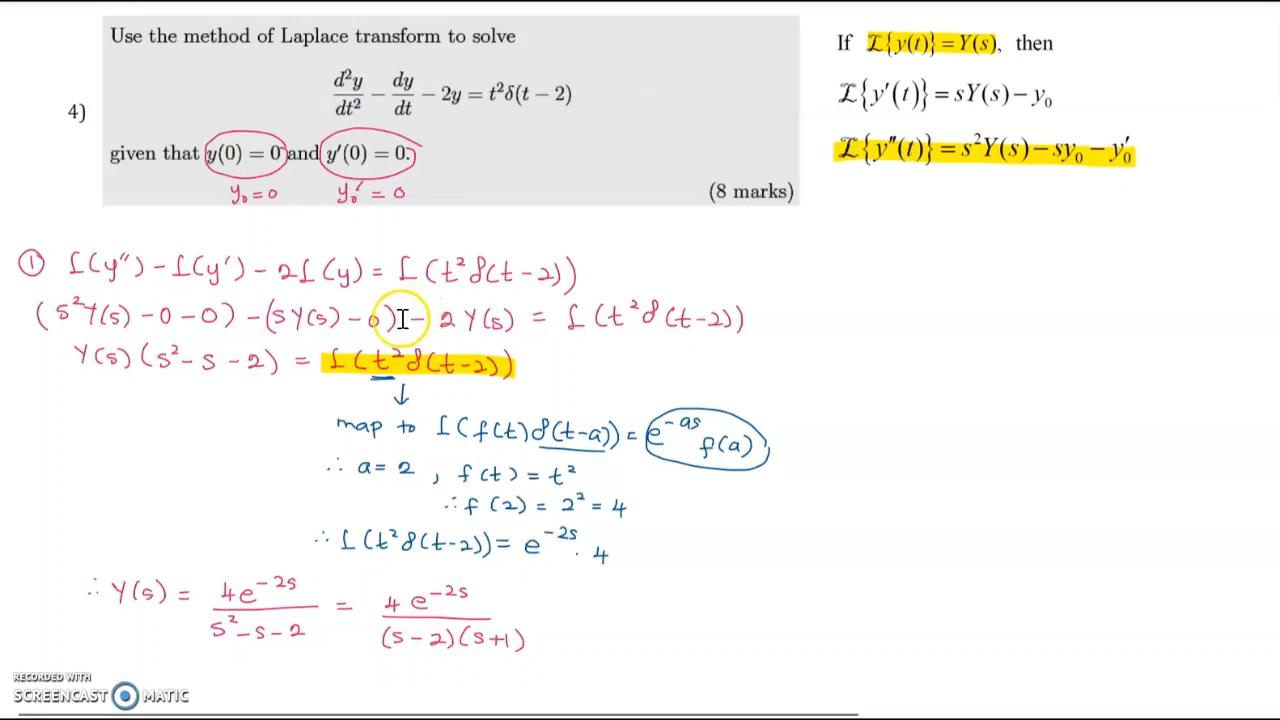 Use the method of Laplace transform to solve
4) d²y/dt² − dy/dt − 2y = t²δ(t − 2)
given that y(0) = 0 and y′(0) = 0.
y₀ = 0 y₀′ = 0
(8 marks)
If ℒ{y(t)} = Y(s), then
ℒ{y′(t)} = sY(s) − y₀
ℒ{y″(t)} = s²Y(s) − sy₀ − y₀′
① ℒ(y″) − ℒ(y′) − 2ℒ(y) = ℒ(t²δ(t−2))
(s²Y(s) − 0 − 0) − (sY(s) − 0) − 2Y(s) = ℒ(t²δ(t−2))
Y(s)(s² − s − 2) = ℒ(t²δ(t−2))
↓
map to ℒ(f(t)δ(t−a)) = e^{−as} f(a)
∴ a = 2, f(t) = t²
∴ f(2) = 2² = 4
∴ ℒ(t²δ(t−2)) = e^{−2s} · 4
∴ Y(s) = 4e^{−2s}/(s² − s − 2) = 4e^{−2s}/((s − 2)(s + 1))
RECORDED WITH
SCREENCAST MATIC